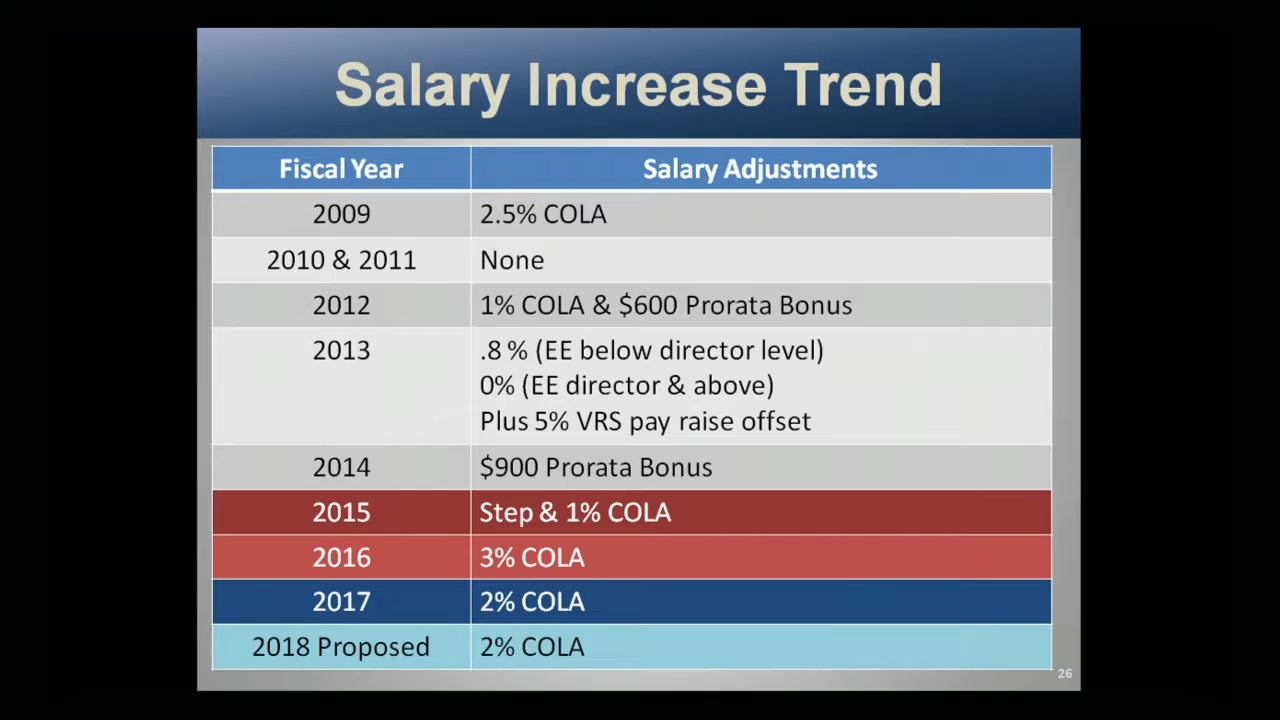 Salary Increase Trend
Fiscal Year Salary Adjustments
2009 2.5% COLA
2010 & 2011 None
2012 1% COLA & $600 Prorata Bonus
2013 .8 % (EE below director level)
0% (EE director & above)
Plus 5% VRS pay raise offset
2014 $900 Prorata Bonus
2015 Step & 1% COLA
2016 3% COLA
2017 2% COLA
2018 Proposed 2% COLA
26